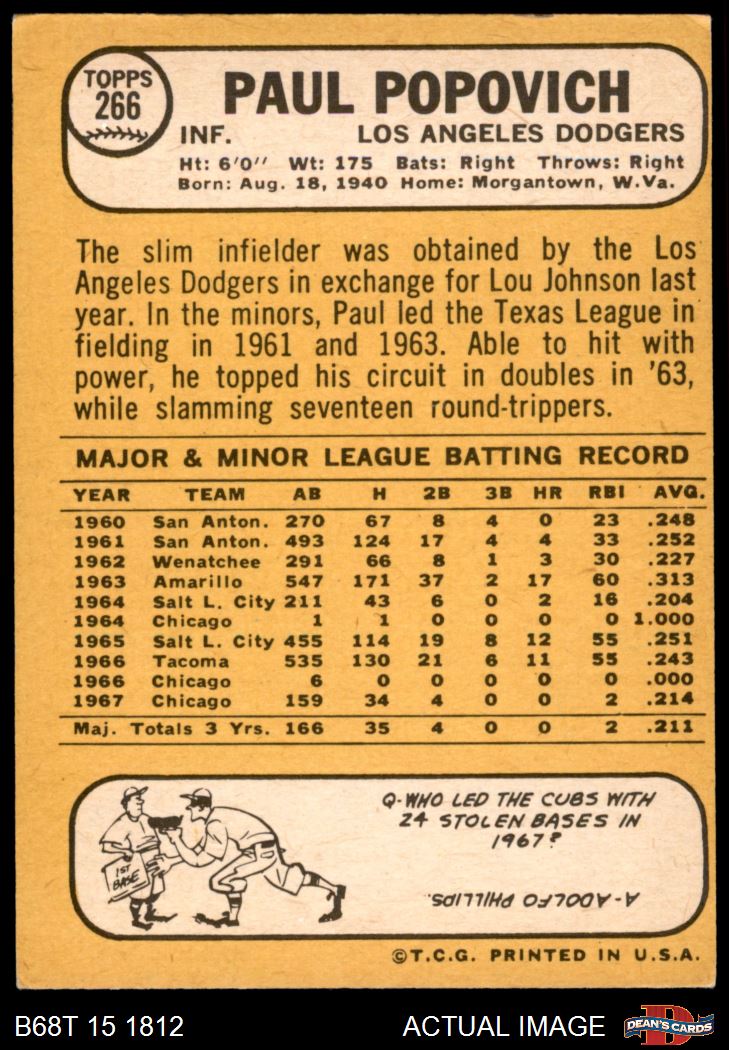 TOPPS
266
PAUL POPOVICH
INF. LOS ANGELES DODGERS
Ht: 6'0'' Wt: 175 Bats: Right Throws: Right
Born: Aug. 18, 1940 Home: Morgantown, W.Va.
The slim infielder was obtained by the Los
Angeles Dodgers in exchange for Lou Johnson last
year. In the minors, Paul led the Texas League in
fielding in 1961 and 1963. Able to hit with
power, he topped his circuit in doubles in '63,
while slamming seventeen round-trippers.
MAJOR & MINOR LEAGUE BATTING RECORD
YEAR TEAM AB H 2B 3B HR RBI AVG.
1960 San Anton. 270 67 8 4 0 23 .248
1961 San Anton. 493 124 17 4 4 33 .252
1962 Wenatchee 291 66 8 1 3 30 .227
1963 Amarillo 547 171 37 2 17 60 .313
1964 Salt L. City 211 43 6 0 2 16 .204
1964 Chicago 1 1 0 0 0 0 1.000
1965 Salt L. City 455 114 19 8 12 55 .251
1966 Tacoma 535 130 21 6 11 55 .243
1966 Chicago 6 0 0 0 0 0 .000
1967 Chicago 159 34 4 0 0 2 .214
Maj. Totals 3 Yrs. 166 35 4 0 0 2 .211
1ST
BASE
Q-WHO LED THE CUBS WITH
24 STOLEN BASES IN
1967?
A-ADOLFO PHILLIPS.
©T.C.G. PRINTED IN U.S.A.
B68T 15 1812 ACTUAL IMAGE
D
DEAN'S CARDS